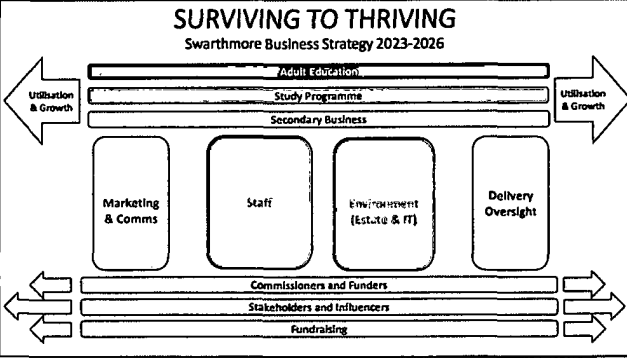 SURVIVING TO THRIVING
Swarthmore Business Strategy 2023-2026
Adult Education
Utilisation
& Growth
Study Programme
Utilisation
& Growth
Secondary Business
Marketing
& Comms
Staff
Environment
(Estate & IT)
Delivery
Oversight
Commissioners and Funders
Stakeholders and Influencers
Fundraising